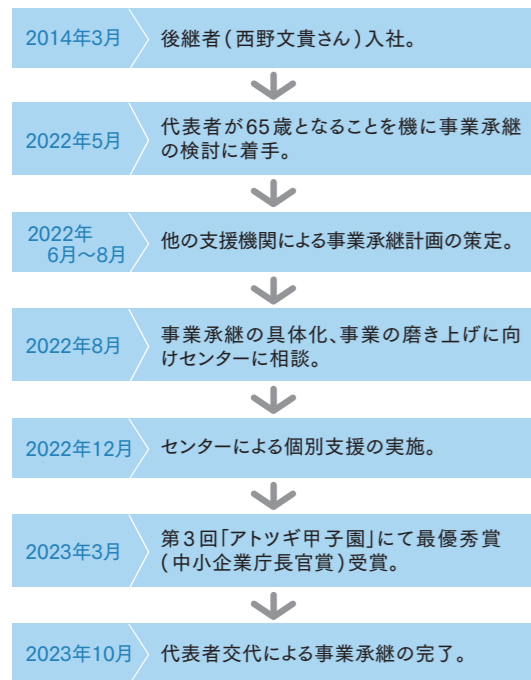 2014年3月
後継者(西野文貴さん)入社。
2022年5月
代表者が65歳となることを機に事業承継
の検討に着手。
2022年
6月～8月
他の支援機関による事業承継計画の策定。
2022年8月
事業承継の具体化、事業の磨き上げに向
けセンターに相談。
2022年12月
センターによる個別支援の実施。
2023年3月
第3回「アトツギ甲子園」にて最優秀賞
(中小企業庁長官賞)受賞。
2023年10月
代表者交代による事業承継の完了。